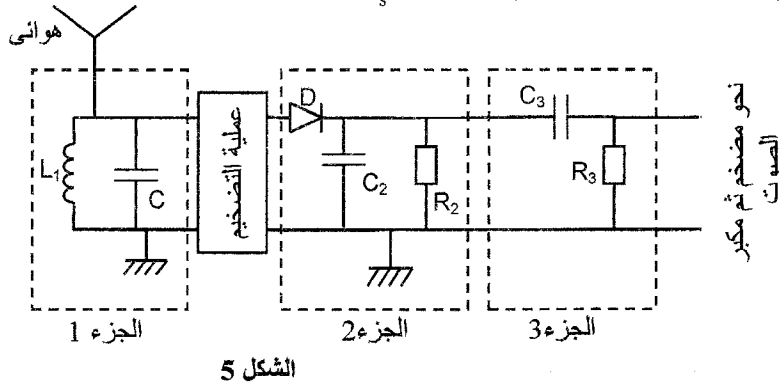 s
هوائي
D
C₃
L₁
C
عملية التضخيم
C₂
R₂
R₃
نحو مضخم ثم مكبر
الصوت
الجزء 1
الجزء2
الجزء3
الشكل 5